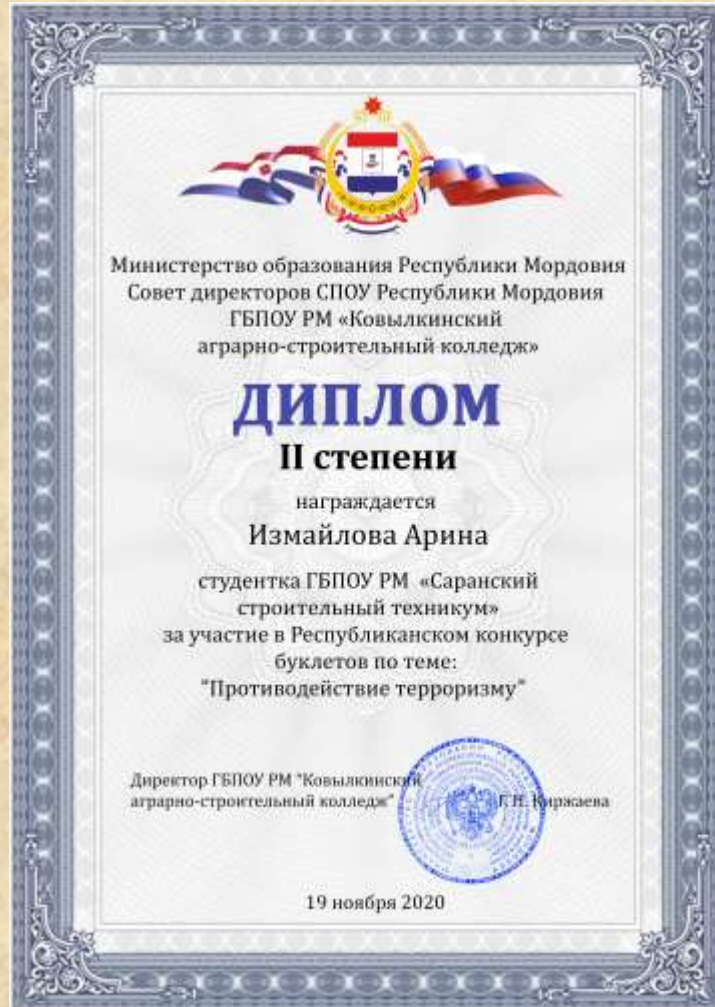 Министерство образования Республики Мордовия
Совет директоров СПОУ Республики Мордовия
ГБПОУ РМ «Ковылкинский
аграрно-строительный колледж»
ДИПЛОМ
II степени
награждается
Измайлова Арина
студентка ГБПОУ РМ «Саранский
строительный техникум»
за участие в Республиканском конкурсе
буклетов по теме:
"Противодействие терроризму"
Директор ГБПОУ РМ "Ковылкинский
аграрно-строительный колледж" Г.Н. Киржаева
19 ноября 2020